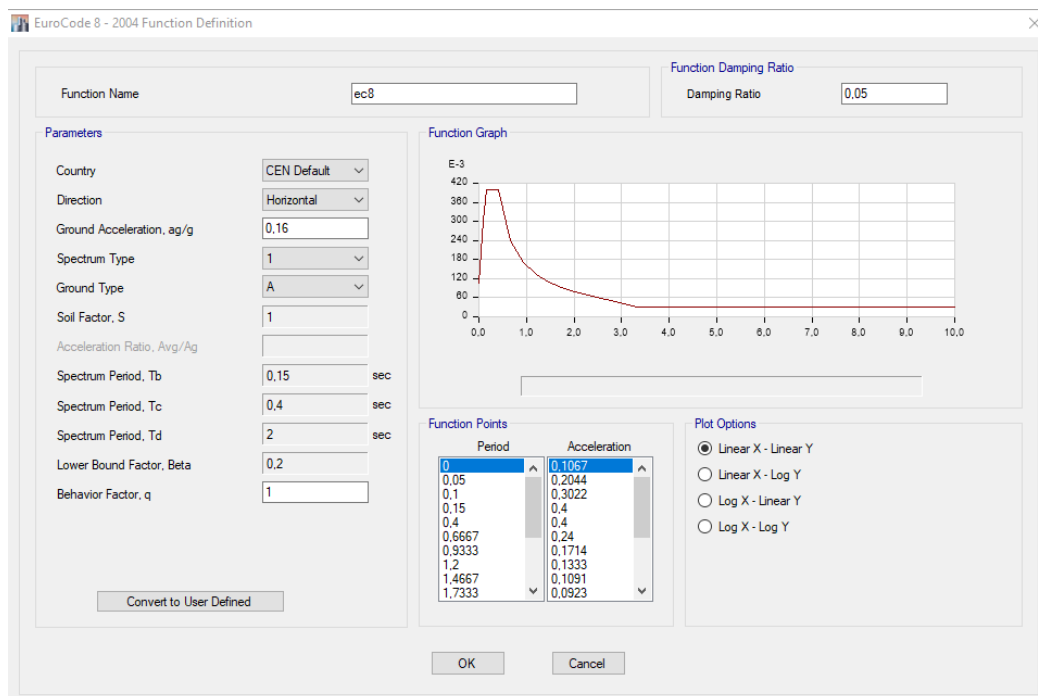 EuroCode 8 - 2004 Function Definition
Function Name ec8
Function Damping Ratio
Damping Ratio 0,05
Parameters
Country CEN Default
Direction Horizontal
Ground Acceleration, ag/g 0,16
Spectrum Type 1
Ground Type A
Soil Factor, S 1
Acceleration Ratio, Avg/Ag
Spectrum Period, Tb 0,15 sec
Spectrum Period, Tc 0,4 sec
Spectrum Period, Td 2 sec
Lower Bound Factor, Beta 0,2
Behavior Factor, q 1
Convert to User Defined
Function Graph
E-3
420
360
300
240
180
120
60
0
0,0 1,0 2,0 3,0 4,0 5,0 6,0 7,0 8,0 9,0 10,0
Function Points
Period Acceleration
0 0,1067
0,05 0,2044
0,1 0,3022
0,15 0,4
0,4 0,4
0,6667 0,24
0,9333 0,1714
1,2 0,1333
1,4667 0,1091
1,7333 0,0923
Plot Options
Linear X - Linear Y
Linear X - Log Y
Log X - Linear Y
Log X - Log Y
OK Cancel